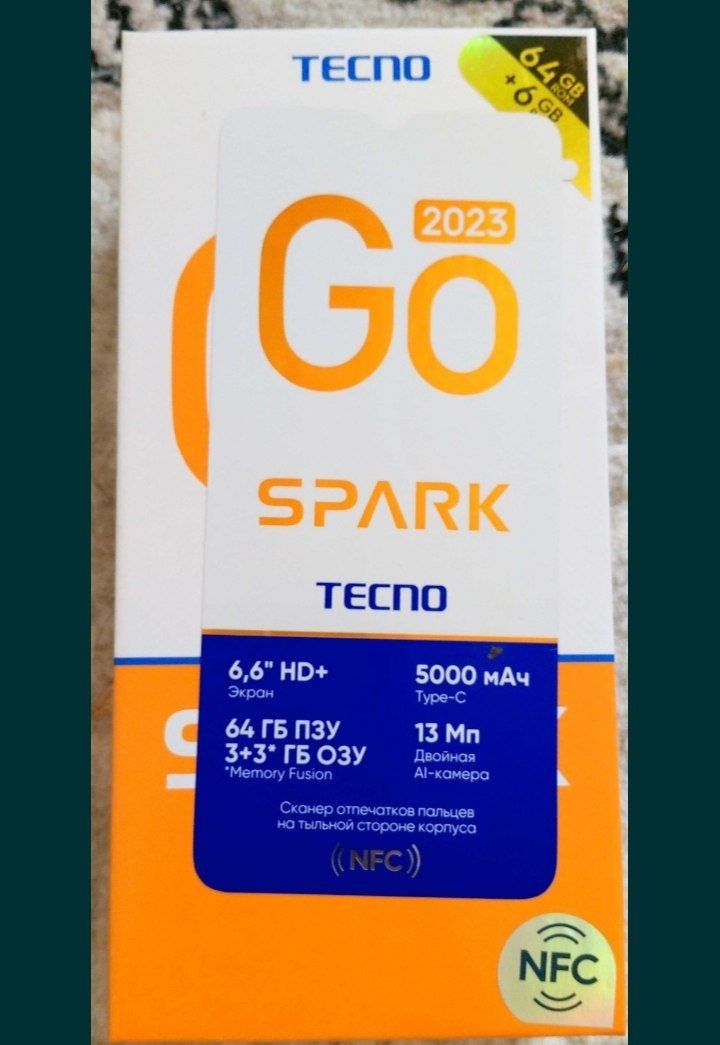 TECNO
64 GB
ROM
+ 6 GB
2023
GO
SPARK
TECNO
6,6" HD+
Экран
5000 мАч
Type-C
64 ГБ ПЗУ
3+3* ГБ ОЗУ
*Memory Fusion
13 Мп
Двойная
AI-камера
Сканер отпечатков пальцев
на тыльной стороне корпуса
((NFC))
NFC